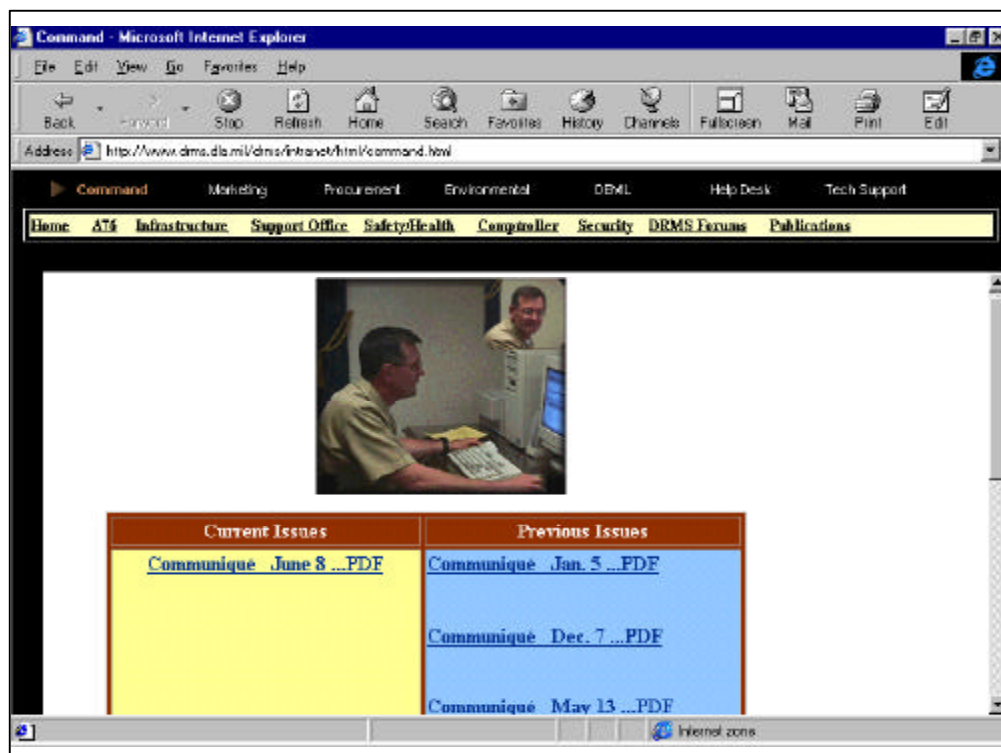 Command - Microsoft Internet Explorer
File Edit View Go Favorites Help
Back Forward Stop Refresh Home Search Favorites History Channels Fullscreen Mail Print Edit
Address http://www.drms.dla.mil/drms/intranet/html/command.html
Command Marketing Procurement Environmental DEMIL Help Desk Tech Support
Home A76 Infrastructure Support Office Safety/Health Comptroller Security DRMS Forums Publications
Current Issues Previous Issues
Communiqué June 8 ...PDF Communiqué Jan. 5 ...PDF
Communiqué Dec. 7 ...PDF
Communiqué May 13 ...PDF
Internet zone